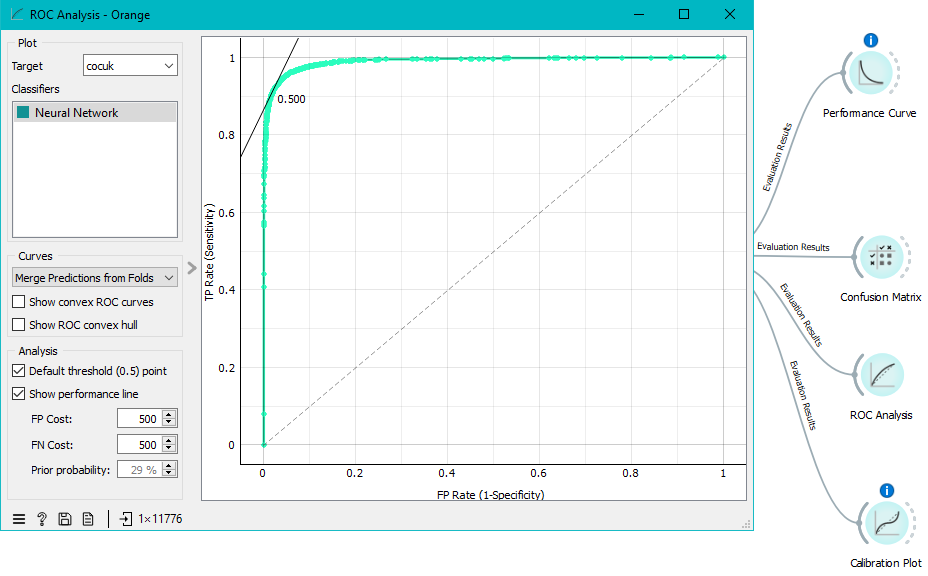 ROC Analysis - Orange
Plot
Target
cocuk
Classifiers
Neural Network
Curves
Merge Predictions from Folds
Show convex ROC curves
Show ROC convex hull
Analysis
Default threshold (0.5) point
Show performance line
FP Cost:
500
FN Cost:
500
Prior probability:
29 %
1×11776
TP Rate (Sensitivity)
1
0.8
0.6
0.4
0.2
0
0.500
0
0.2
0.4
0.6
0.8
1
FP Rate (1-Specificity)
Evaluation Results
Performance Curve
Evaluation Results
Confusion Matrix
Evaluation Results
ROC Analysis
Evaluation Results
Calibration Plot